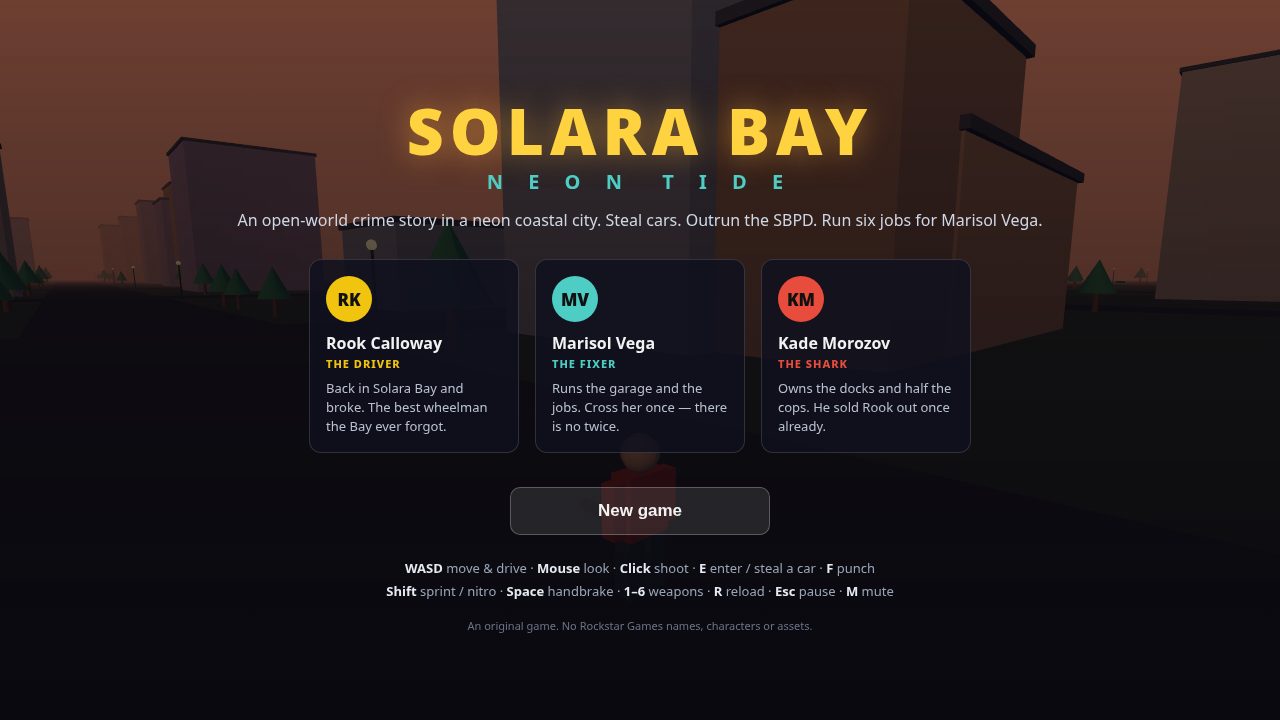 SOLARA BAY
NEON TIDE
An open-world crime story in a neon coastal city. Steal cars. Outrun the SBPD. Run six jobs for Marisol Vega.
RK
Rook Calloway
THE DRIVER
Back in Solara Bay and
broke. The best wheelman
the Bay ever forgot.
MV
Marisol Vega
THE FIXER
Runs the garage and the
jobs. Cross her once — there
is no twice.
KM
Kade Morozov
THE SHARK
Owns the docks and half the
cops. He sold Rook out once
already.
New game
WASD move & drive · Mouse look · Click shoot · E enter / steal a car · F punch
Shift sprint / nitro · Space handbrake · 1–6 weapons · R reload · Esc pause · M mute
An original game. No Rockstar Games names, characters or assets.